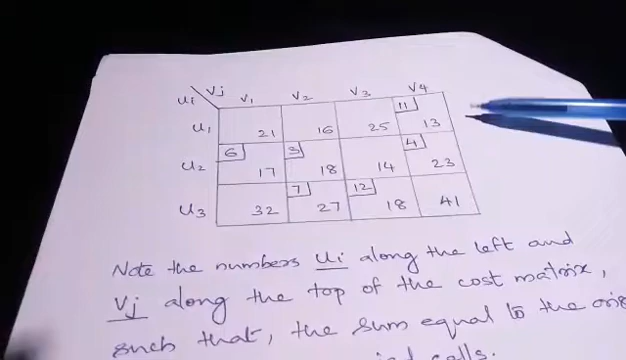 Vj
ui V1 V2 V3 V4
u1 21 16 25 11 13
u2 6 17 3 18 14 4 23
u3 32 7 27 12 18 41
Note the numbers ui along the left and
Vj along the top of the cost matrix,
such that, the sum equal to the
cells.